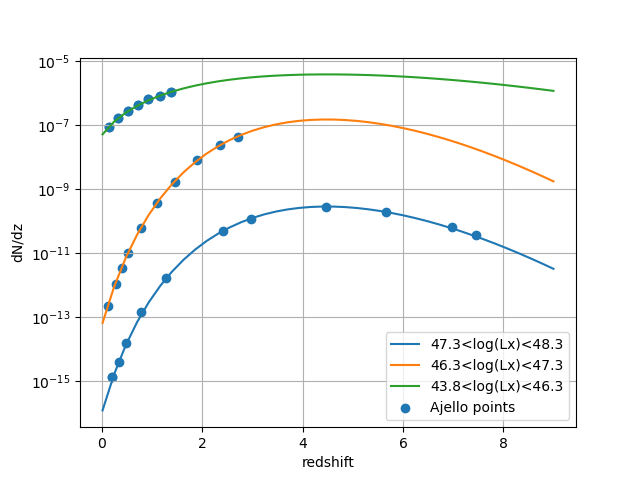 10⁻⁵
10⁻⁷
10⁻⁹
10⁻¹¹
10⁻¹³
10⁻¹⁵
dN/dz
47.3<log(Lx)<48.3
46.3<log(Lx)<47.3
43.8<log(Lx)<46.3
Ajello points
0 2 4 6 8
redshift